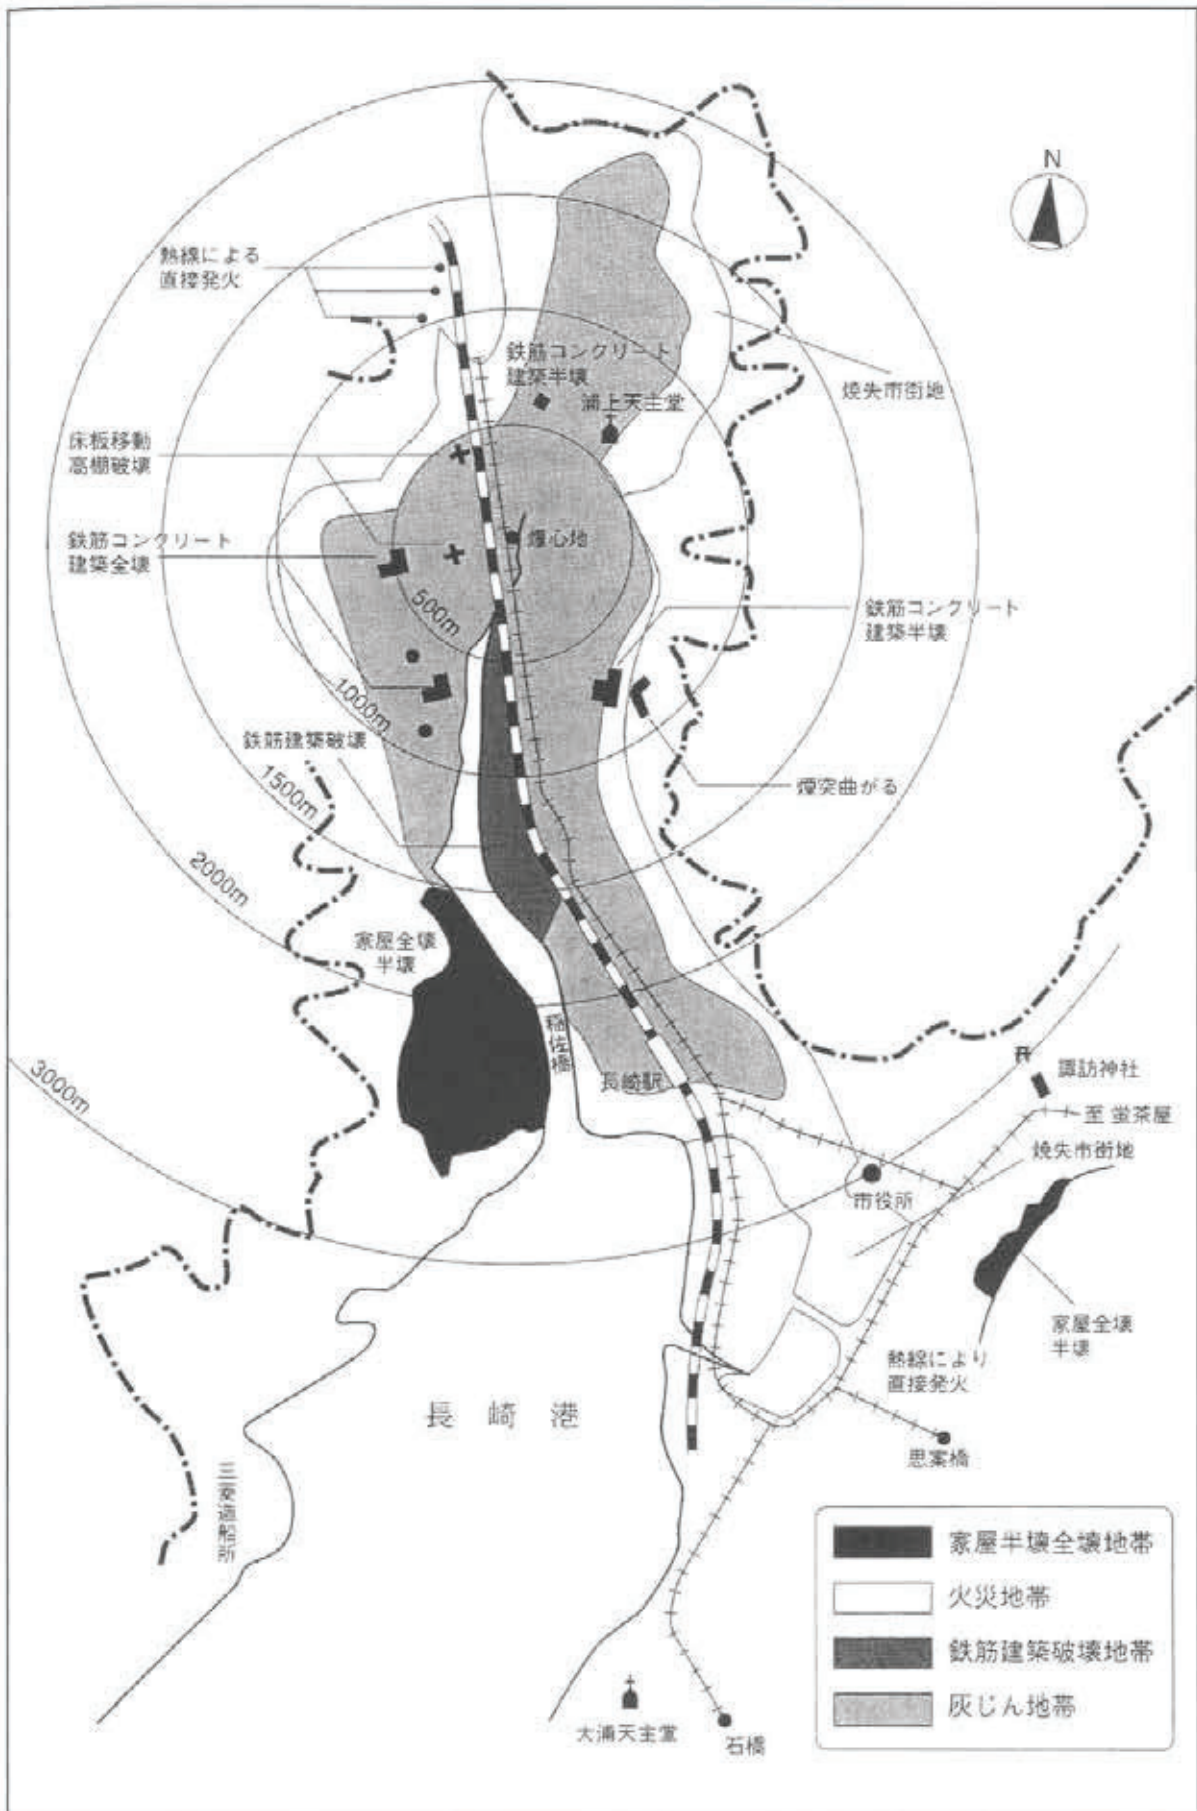 N
熱線による
直接発火
鉄筋コンクリート
建築半壊
浦上天主堂
焼失市街地
床板移動
高棚破壊
鉄筋コンクリート
建築全壊
爆心地
500m
鉄筋コンクリート
建築半壊
1000m
鉄筋建築破壊
1500m
煙突曲がる
2000m
家屋全壊
半壊
稲佐橋
長崎駅
3000m
諏訪神社
至 蛍茶屋
焼失市街地
市役所
家屋全壊
半壊
熱線により
直接発火
長崎港
思案橋
三菱造船所
家屋半壊全壊地帯
火災地帯
鉄筋建築破壊地帯
灰じん地帯
大浦天主堂
石橋